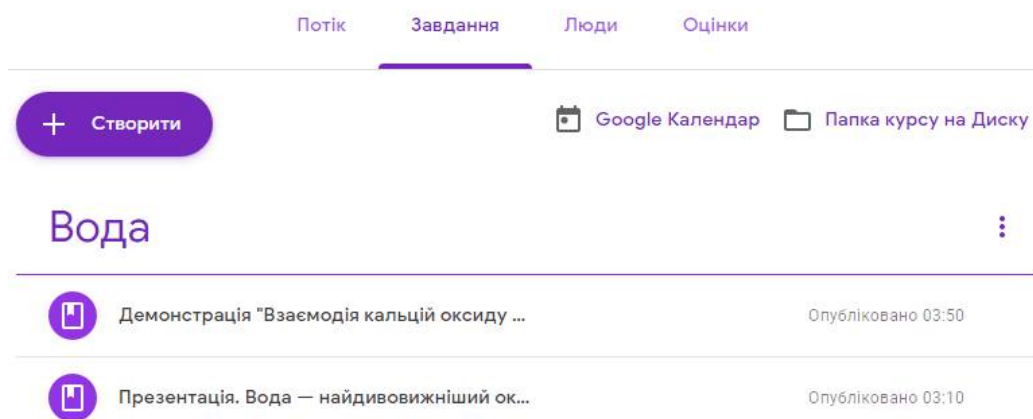 Потік Завдання Люди Оцінки
Створити Google Календар Папка курсу на Диску
Вода
Демонстрація "Взаємодія кальцій оксиду ... Опубліковано 03:50
Презентація. Вода — найдивовижніший ок... Опубліковано 03:10